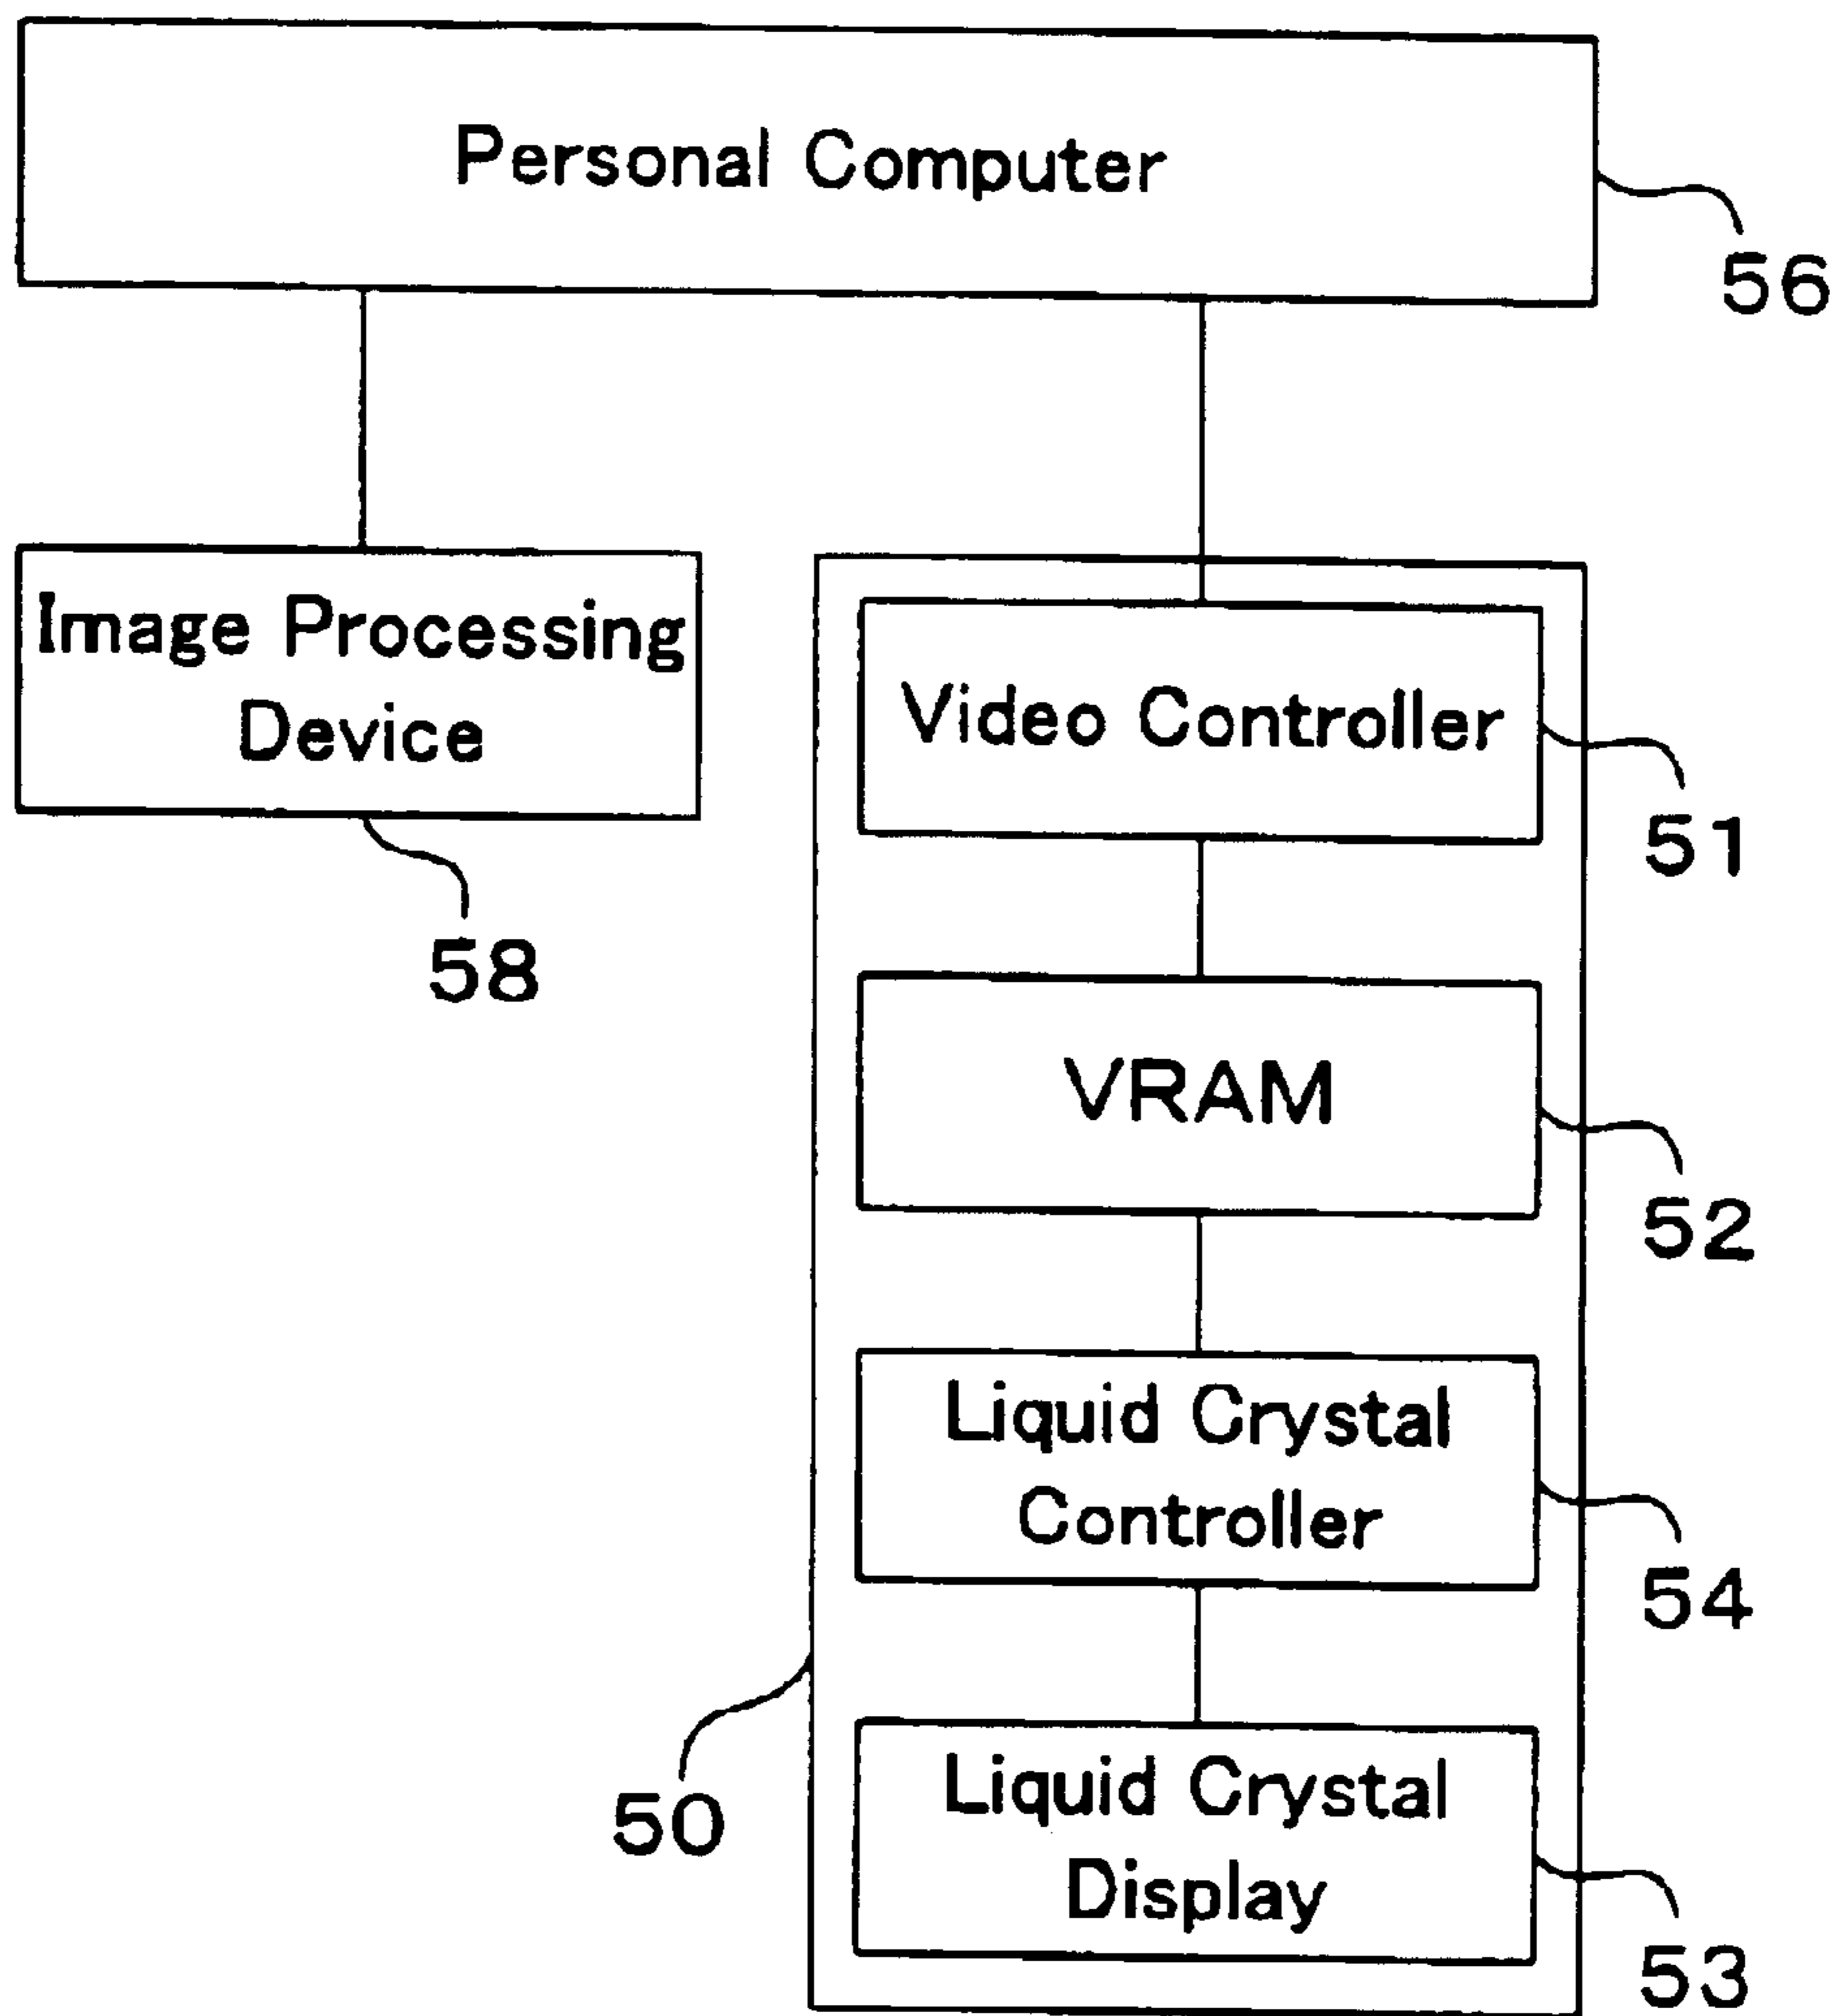 Personal Computer
56
Image Processing
Device
58
Video Controller
51
VRAM
52
Liquid Crystal
Controller
54
50
Liquid Crystal
Display
53